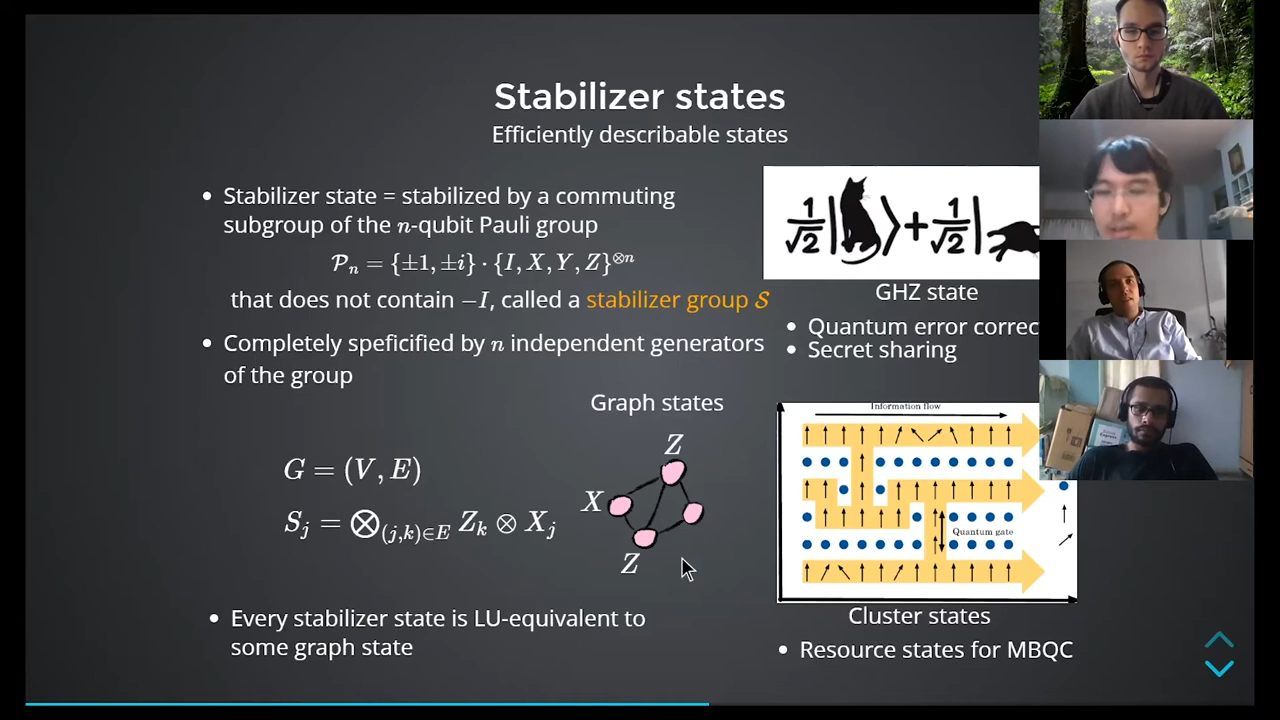 Stabilizer states
Efficiently describable states
• Stabilizer state = stabilized by a commuting
subgroup of the n-qubit Pauli group
𝒫ₙ = {±1, ±i} · {I, X, Y, Z}^⊗n
that does not contain −I, called a stabilizer group 𝒮
• Completely speficified by n independent generators
of the group
Graph states
G = (V, E)
S_j = ⊗_(j,k)∈E Z_k ⊗ X_j
Z
X
Z
• Every stabilizer state is LU-equivalent to
some graph state
1/√2 | ⟩ + 1/√2 |
GHZ state
• Quantum error correc
• Secret sharing
Information flow
Quantum gate
Cluster states
• Resource states for MBQC